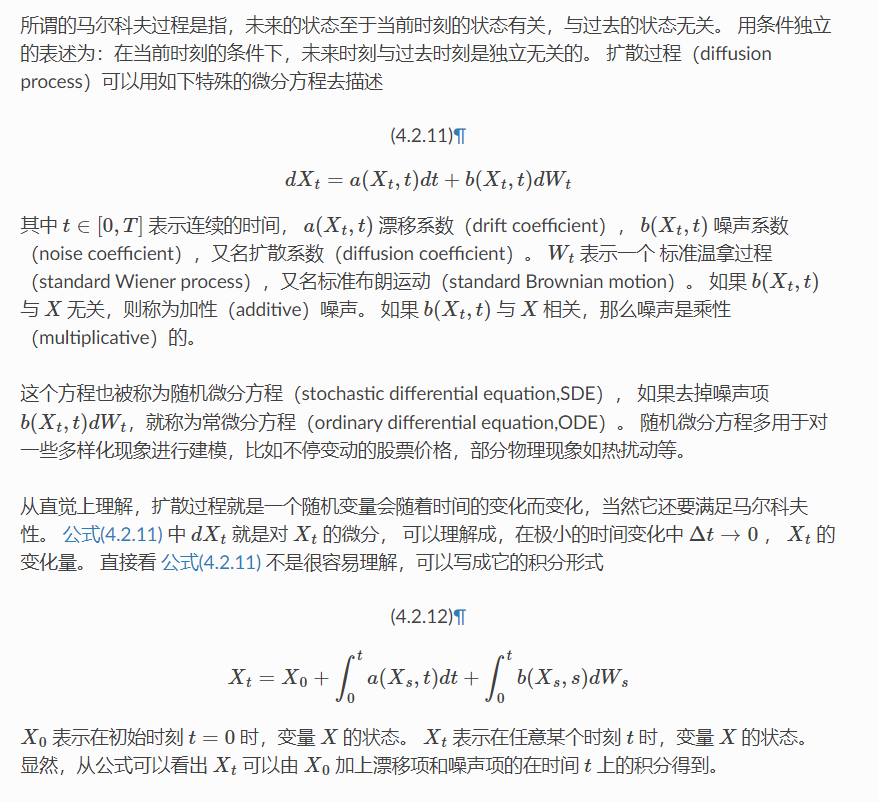 所谓的马尔科夫过程是指，未来的状态至于当前时刻的状态有关，与过去的状态无关。 用条件独立
的表述为：在当前时刻的条件下，未来时刻与过去时刻是独立无关的。 扩散过程（diffusion
process）可以用如下特殊的微分方程去描述
(4.2.11)¶
dX_t = a(X_t, t)dt + b(X_t, t)dW_t
其中 t ∈ [0, T] 表示连续的时间， a(X_t, t) 漂移系数（drift coefficient）， b(X_t, t) 噪声系数
（noise coefficient），又名扩散系数（diffusion coefficient）。 W_t 表示一个 标准温拿过程
（standard Wiener process），又名标准布朗运动（standard Brownian motion）。 如果 b(X_t, t)
与 X 无关，则称为加性（additive）噪声。 如果 b(X_t, t) 与 X 相关，那么噪声是乘性
（multiplicative）的。
这个方程也被称为随机微分方程（stochastic differential equation,SDE）， 如果去掉噪声项
b(X_t, t)dW_t，就称为常微分方程（ordinary differential equation,ODE）。 随机微分方程多用于对
一些多样化现象进行建模，比如不停变动的股票价格，部分物理现象如热扰动等。
从直觉上理解，扩散过程就是一个随机变量会随着时间的变化而变化，当然它还要满足马尔科夫
性。 公式(4.2.11) 中 dX_t 就是对 X_t 的微分， 可以理解成，在极小的时间变化中 Δt → 0 ， X_t 的
变化量。 直接看 公式(4.2.11) 不是很容易理解，可以写成它的积分形式
(4.2.12)¶
X_t = X_0 + ∫_0^t a(X_s, t)dt + ∫_0^t b(X_s, s)dW_s
X_0 表示在初始时刻 t = 0 时，变量 X 的状态。 X_t 表示在任意某个时刻 t 时，变量 X 的状态。
显然，从公式可以看出 X_t 可以由 X_0 加上漂移项和噪声项的在时间 t 上的积分得到。